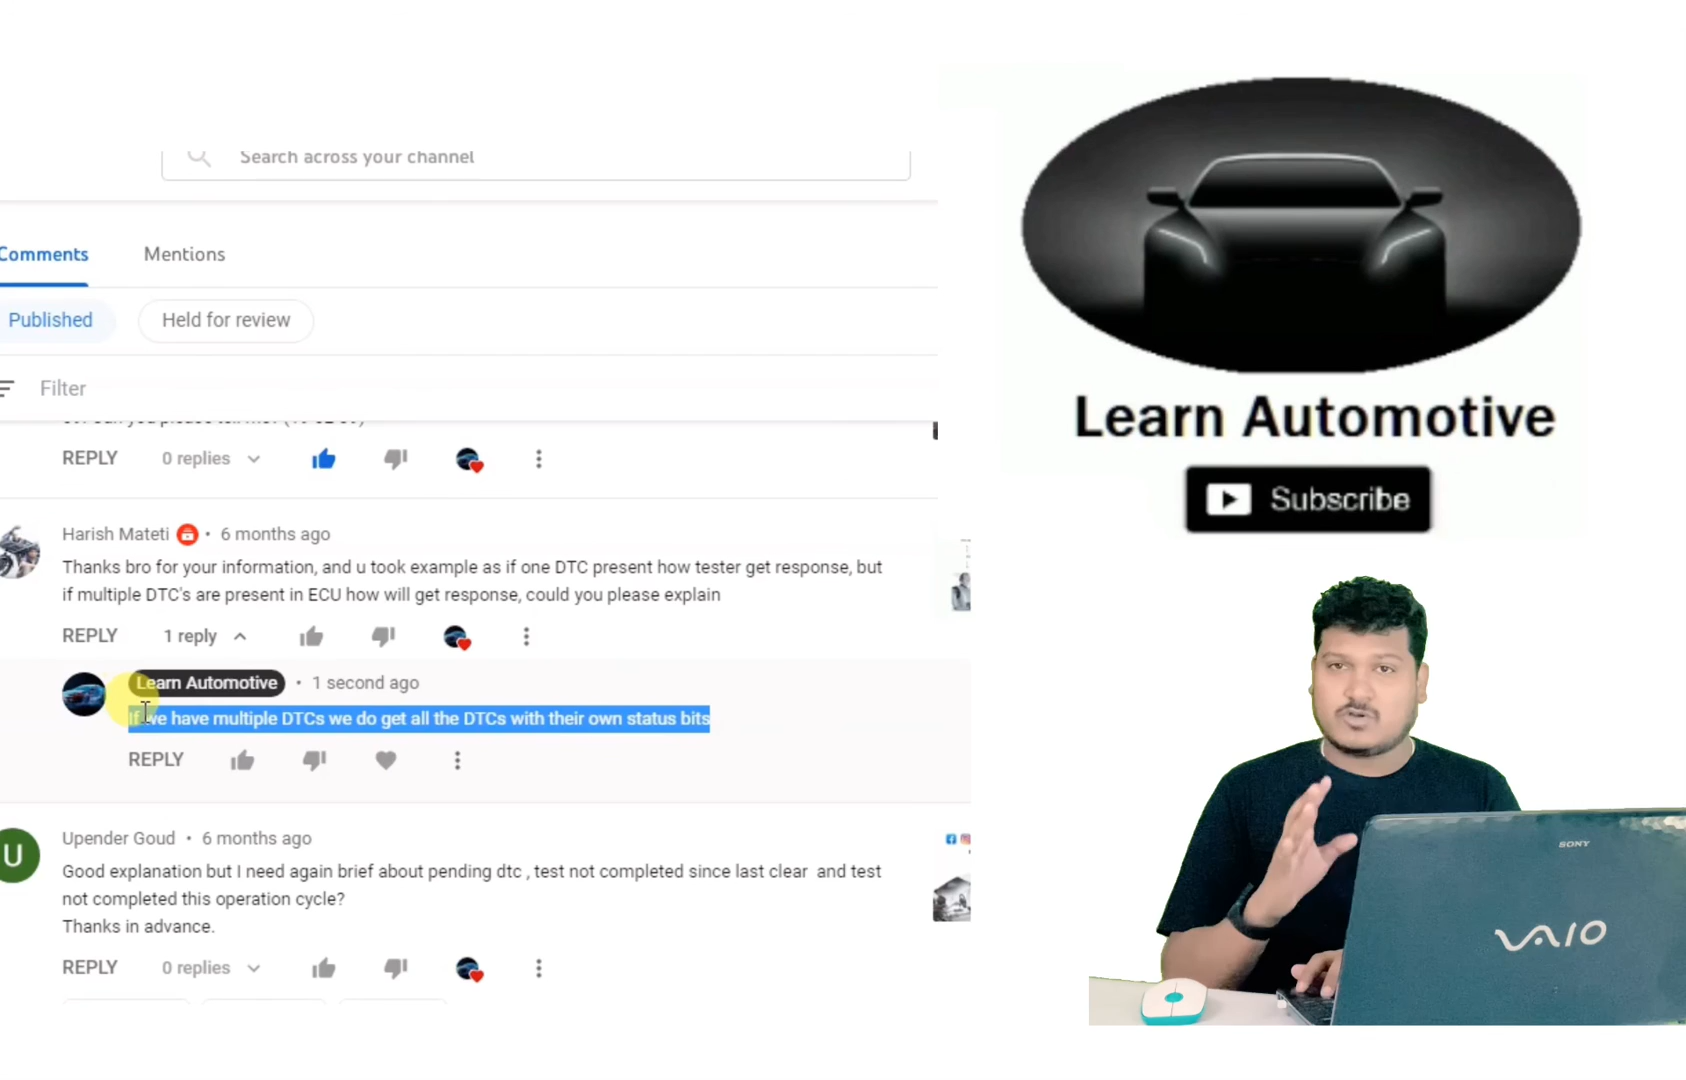 Search across your channel
Comments
Mentions
Published
Held for review
Filter
REPLY
0 replies
Harish Mateti • 6 months ago
Thanks bro for your information, and u took example as if one DTC present how tester get response, but
if multiple DTC's are present in ECU how will get response, could you please explain
REPLY
1 reply
Learn Automotive • 1 second ago
If we have multiple DTCs we do get all the DTCs with their own status bits
REPLY
U
Upender Goud • 6 months ago
Good explanation but I need again brief about pending dtc , test not completed since last clear and test
not completed this operation cycle?
Thanks in advance.
REPLY
0 replies
Learn Automotive
Subscribe
SONY
VAIO